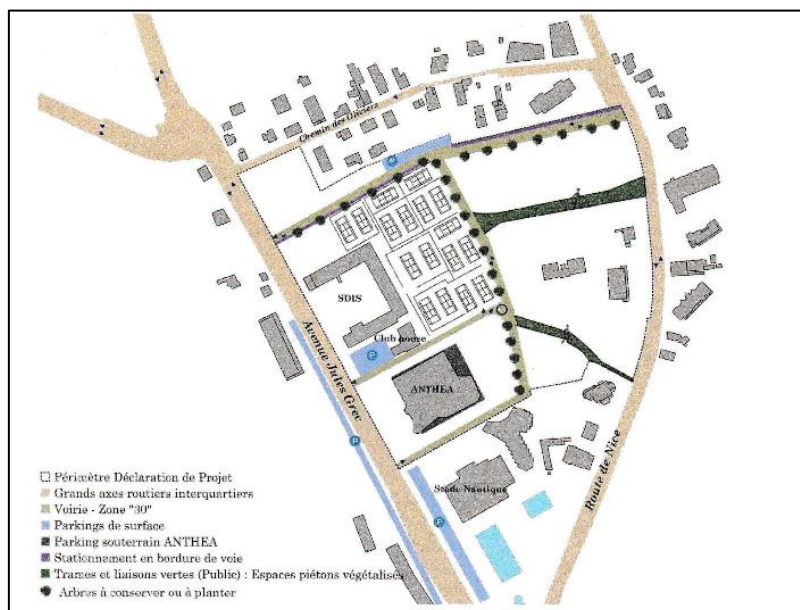 Chemin des Oliviers
P
SDIS
Club house
P
ANTHEA
Avenue Jules Grec
P
Stade Nautique
P
Route de Nice
Périmètre Déclaration de Projet
Grands axes routiers interquartiers
Voirie - Zone "30"
Parkings de surface
Parking souterrain ANTHEA
Stationnement en bordure de voie
Trames et liaisons vertes (Public) : Espaces piétons végétalisés
Arbres à conserver ou à planter